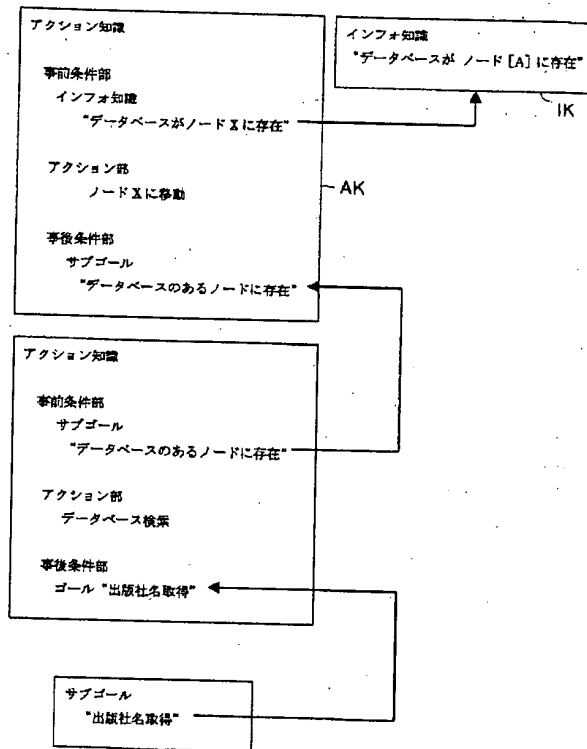 アクション知識
事前条件部
インフォ知識
“データベースがノードXに存在”
アクション部
ノードXに移動
事後条件部
サブゴール
“データベースのあるノードに存在”
AK
インフォ知識
“データベースが ノード[A]に存在”
IK
アクション知識
事前条件部
サブゴール
“データベースのあるノードに存在”
アクション部
データベース検索
事後条件部
ゴール “出版社名取得”
サブゴール
“出版社名取得”